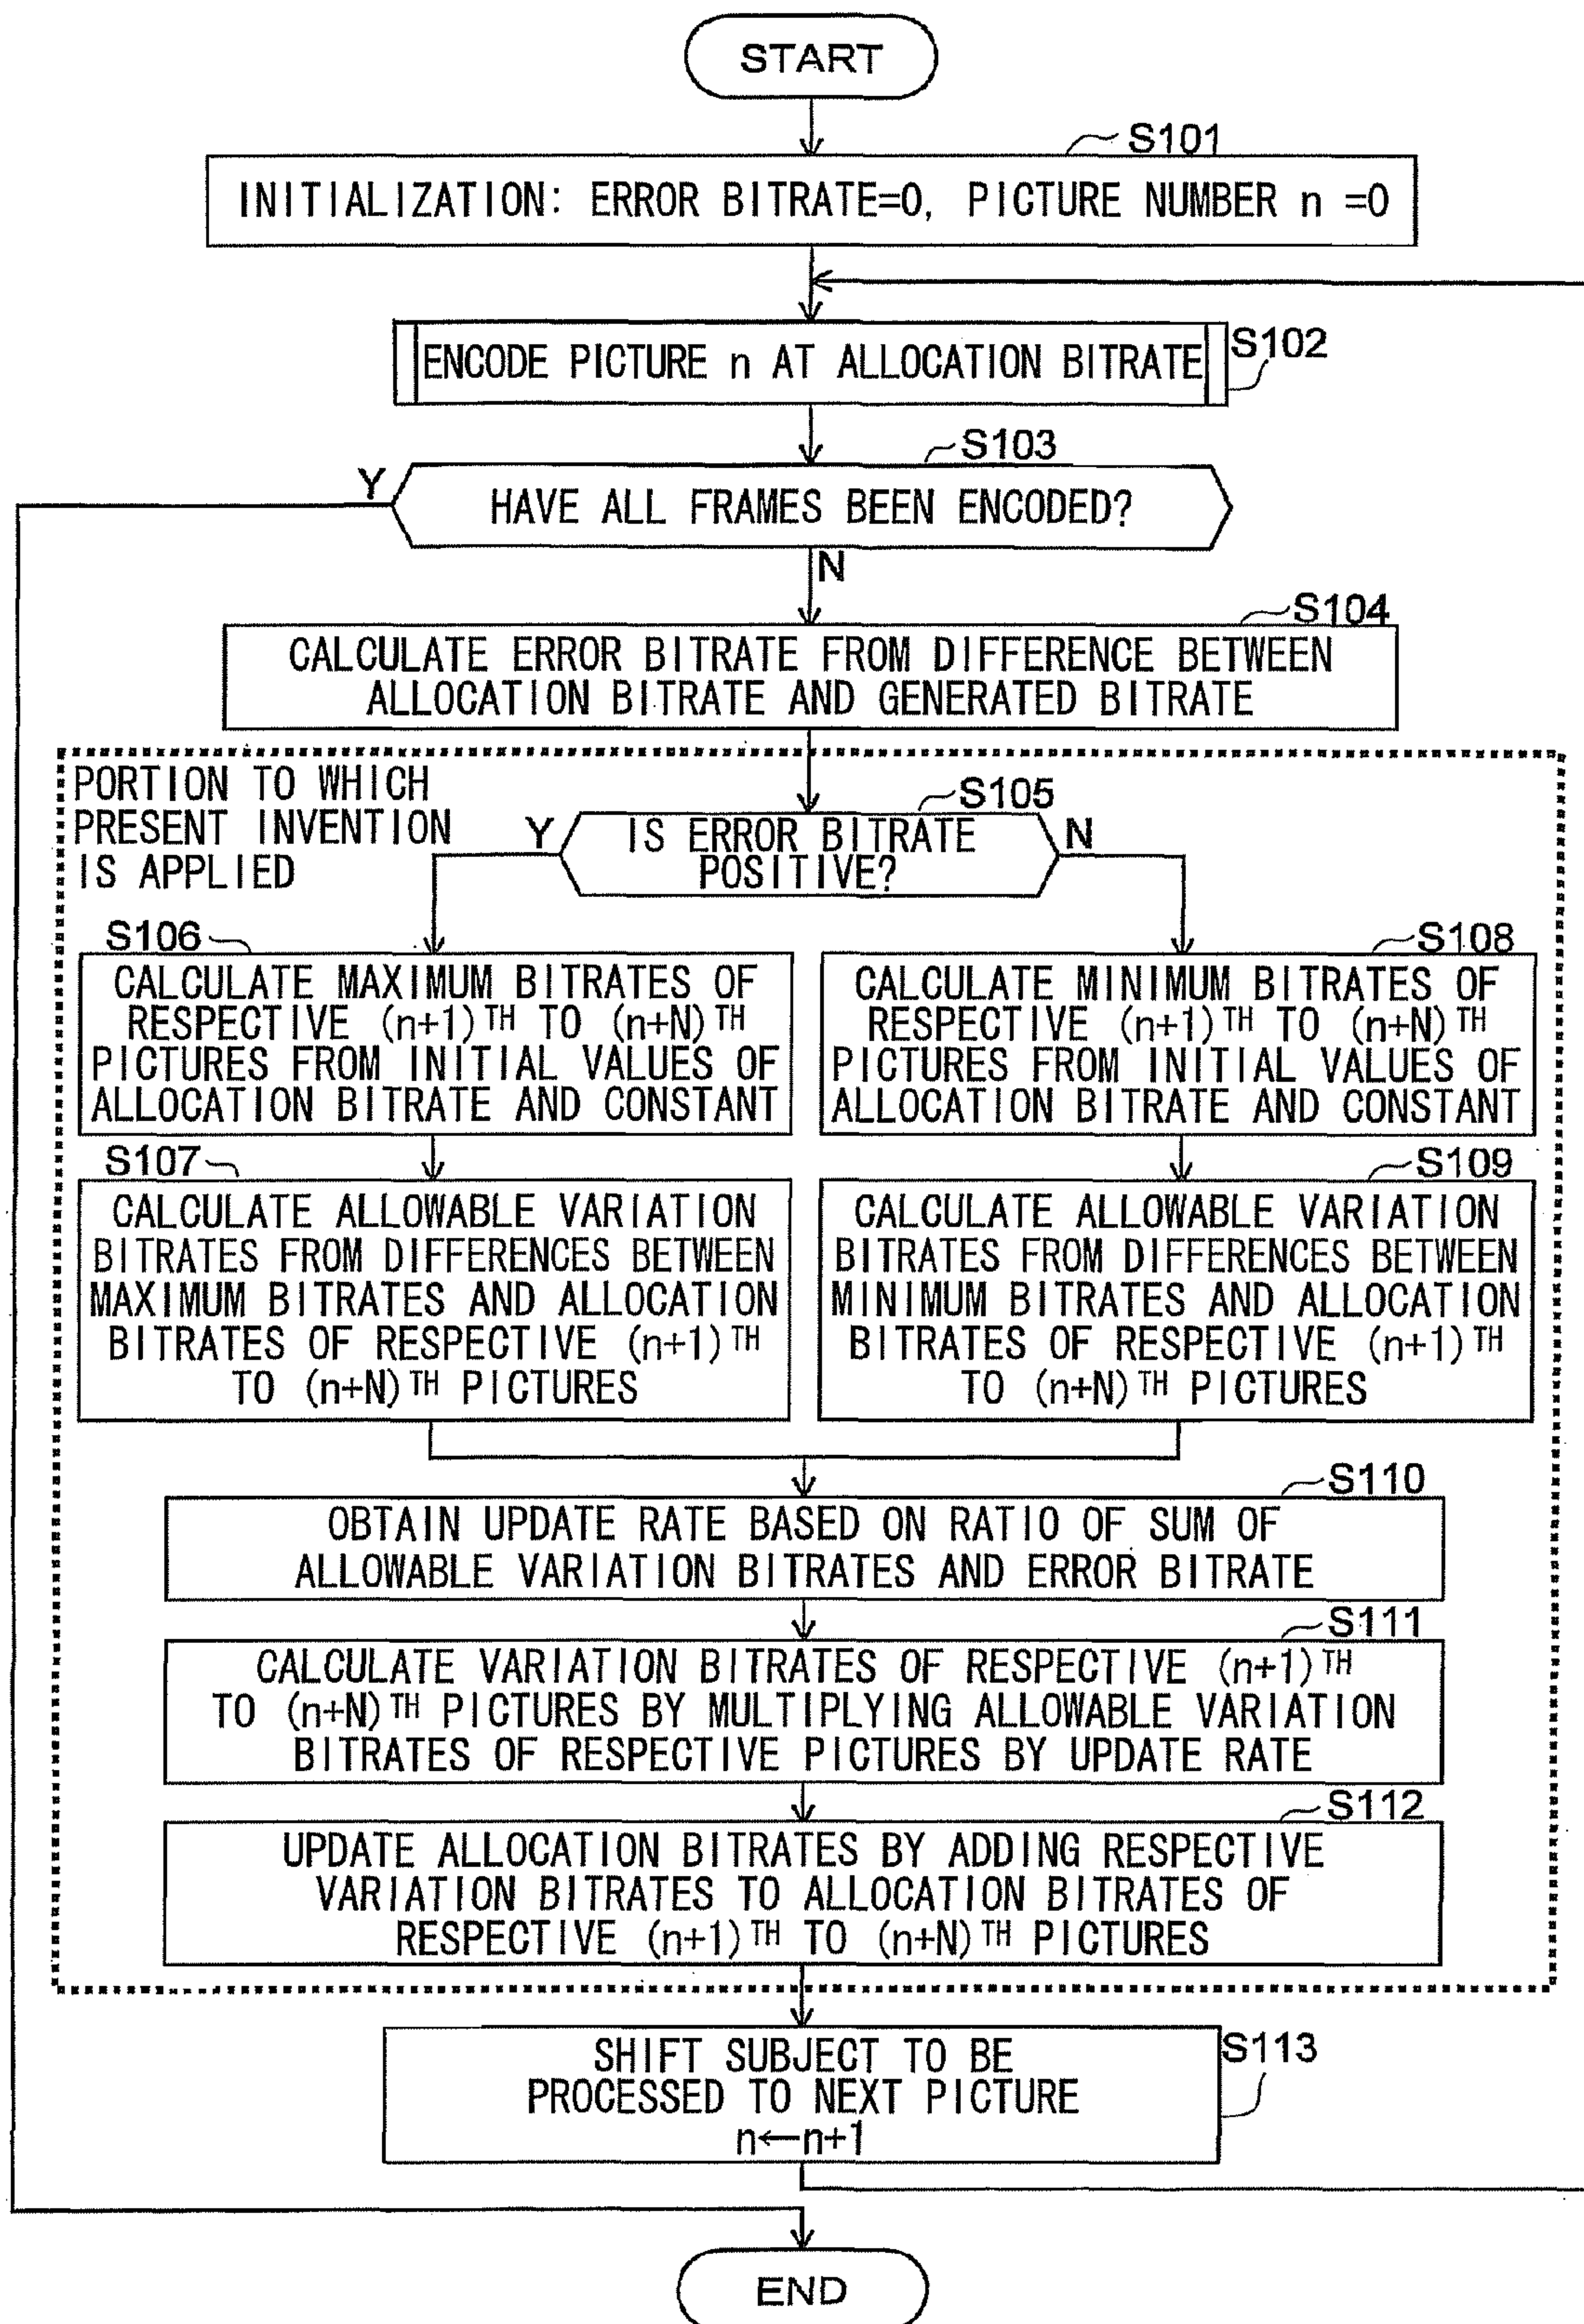 START
S101
INITIALIZATION: ERROR BITRATE=0, PICTURE NUMBER n =0
ENCODE PICTURE n AT ALLOCATION BITRATE
S102
S103
Y
HAVE ALL FRAMES BEEN ENCODED?
N
S104
CALCULATE ERROR BITRATE FROM DIFFERENCE BETWEEN
ALLOCATION BITRATE AND GENERATED BITRATE
PORTION TO WHICH
PRESENT INVENTION
IS APPLIED
S105
Y
IS ERROR BITRATE
POSITIVE?
N
S106
CALCULATE MAXIMUM BITRATES OF
RESPECTIVE (n+1)TH TO (n+N)TH
PICTURES FROM INITIAL VALUES OF
ALLOCATION BITRATE AND CONSTANT
S108
CALCULATE MINIMUM BITRATES OF
RESPECTIVE (n+1)TH TO (n+N)TH
PICTURES FROM INITIAL VALUES OF
ALLOCATION BITRATE AND CONSTANT
S107
CALCULATE ALLOWABLE VARIATION
BITRATES FROM DIFFERENCES BETWEEN
MAXIMUM BITRATES AND ALLOCATION
BITRATES OF RESPECTIVE (n+1)TH
TO (n+N)TH PICTURES
S109
CALCULATE ALLOWABLE VARIATION
BITRATES FROM DIFFERENCES BETWEEN
MINIMUM BITRATES AND ALLOCATION
BITRATES OF RESPECTIVE (n+1)TH
TO (n+N)TH PICTURES
S110
OBTAIN UPDATE RATE BASED ON RATIO OF SUM OF
ALLOWABLE VARIATION BITRATES AND ERROR BITRATE
S111
CALCULATE VARIATION BITRATES OF RESPECTIVE (n+1)TH
TO (n+N)TH PICTURES BY MULTIPLYING ALLOWABLE VARIATION
BITRATES OF RESPECTIVE PICTURES BY UPDATE RATE
S112
UPDATE ALLOCATION BITRATES BY ADDING RESPECTIVE
VARIATION BITRATES TO ALLOCATION BITRATES OF
RESPECTIVE (n+1)TH TO (n+N)TH PICTURES
SHIFT SUBJECT TO BE
PROCESSED TO NEXT PICTURE
n←n+1
S113
END